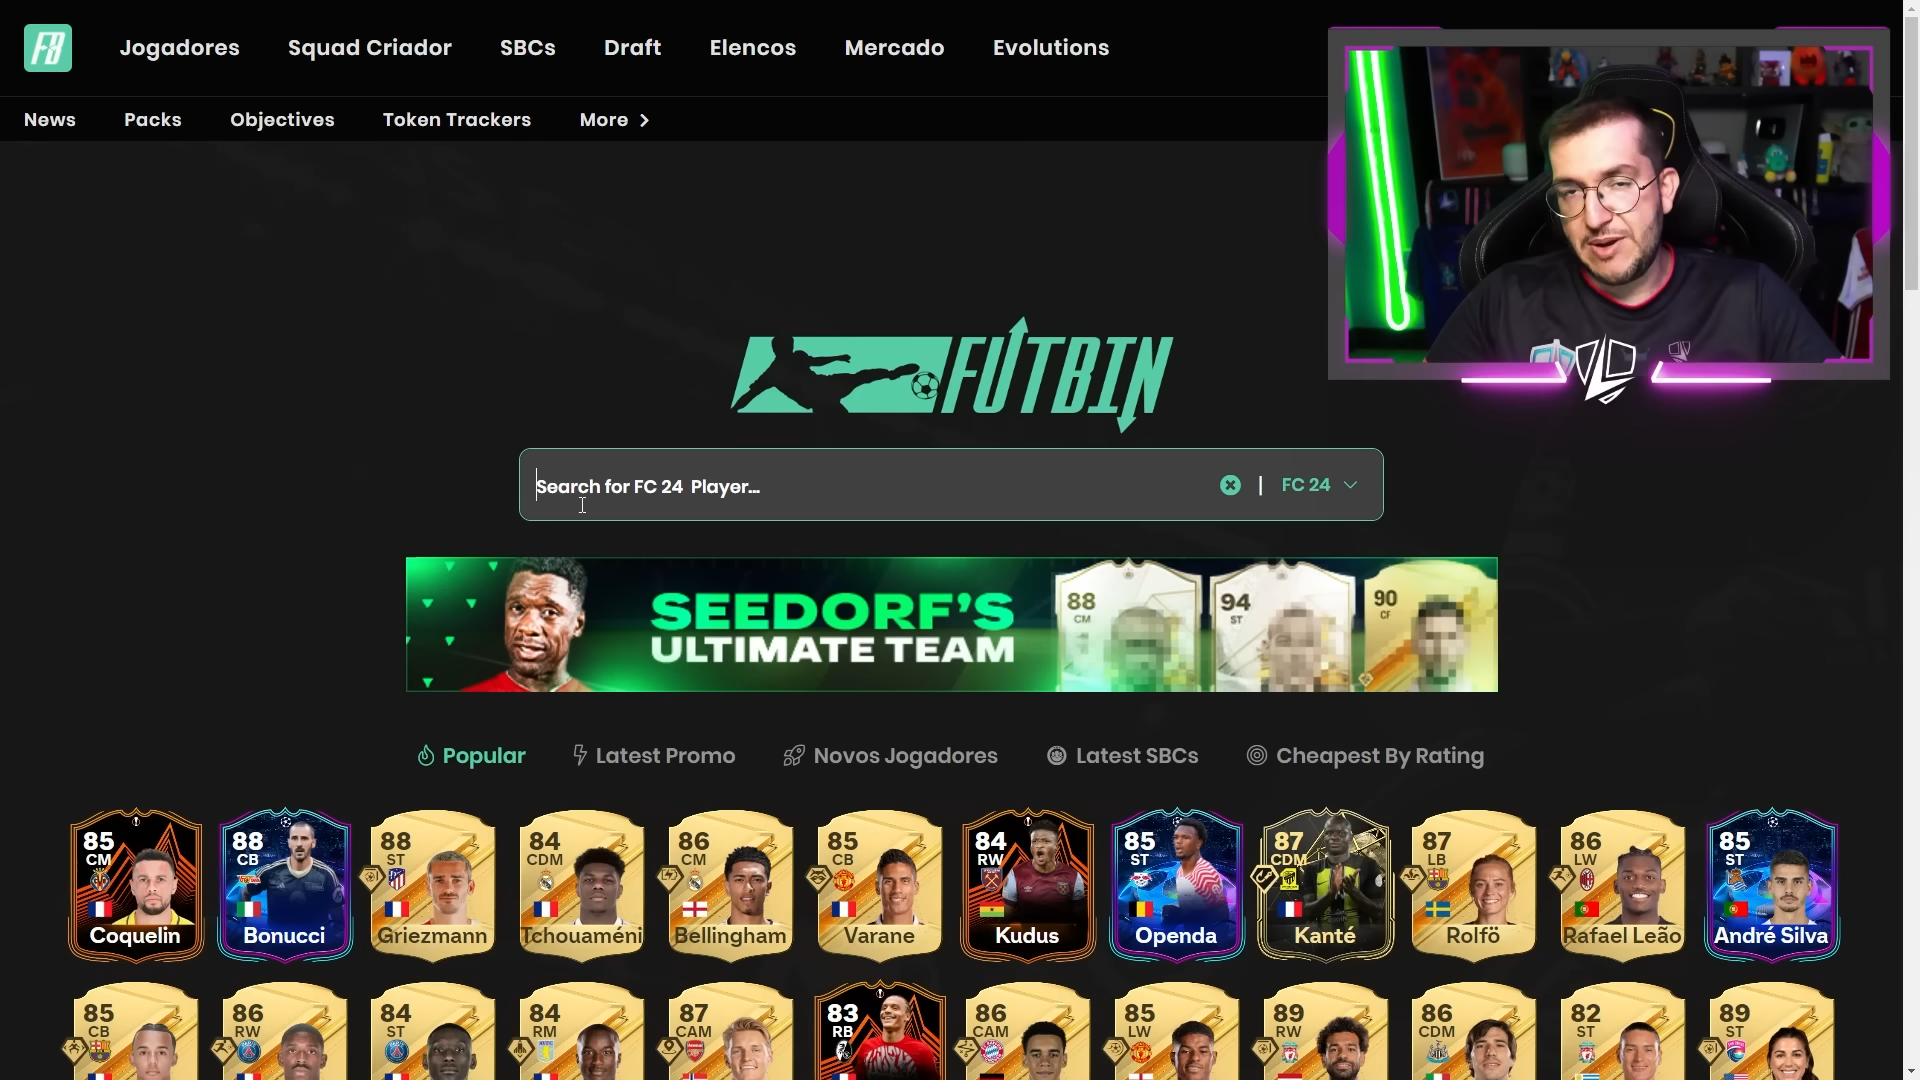 FB
Jogadores Squad Criador SBCs Draft Elencos Mercado Evolutions
News Packs Objectives Token Trackers More
FUTBIN
Search for FC 24 Player... | FC 24
SEEDORF'S
ULTIMATE TEAM
88 CM 94 ST 90 CF
Popular Latest Promo Novos Jogadores Latest SBCs Cheapest By Rating
85 88 88 84 86 85 84 85 87 87 86 85
CM CB ST CDM CM CB RW ST CDM LB LW ST
Coquelin Bonucci Griezmann Tchouaméni Bellingham Varane Kudus Openda Kanté Rolfö Rafael Leão André Silva
85 86 84 84 87 83 86 85 89 86 82 89
CB RW ST RM CAM RB CAM LW RW CDM ST ST